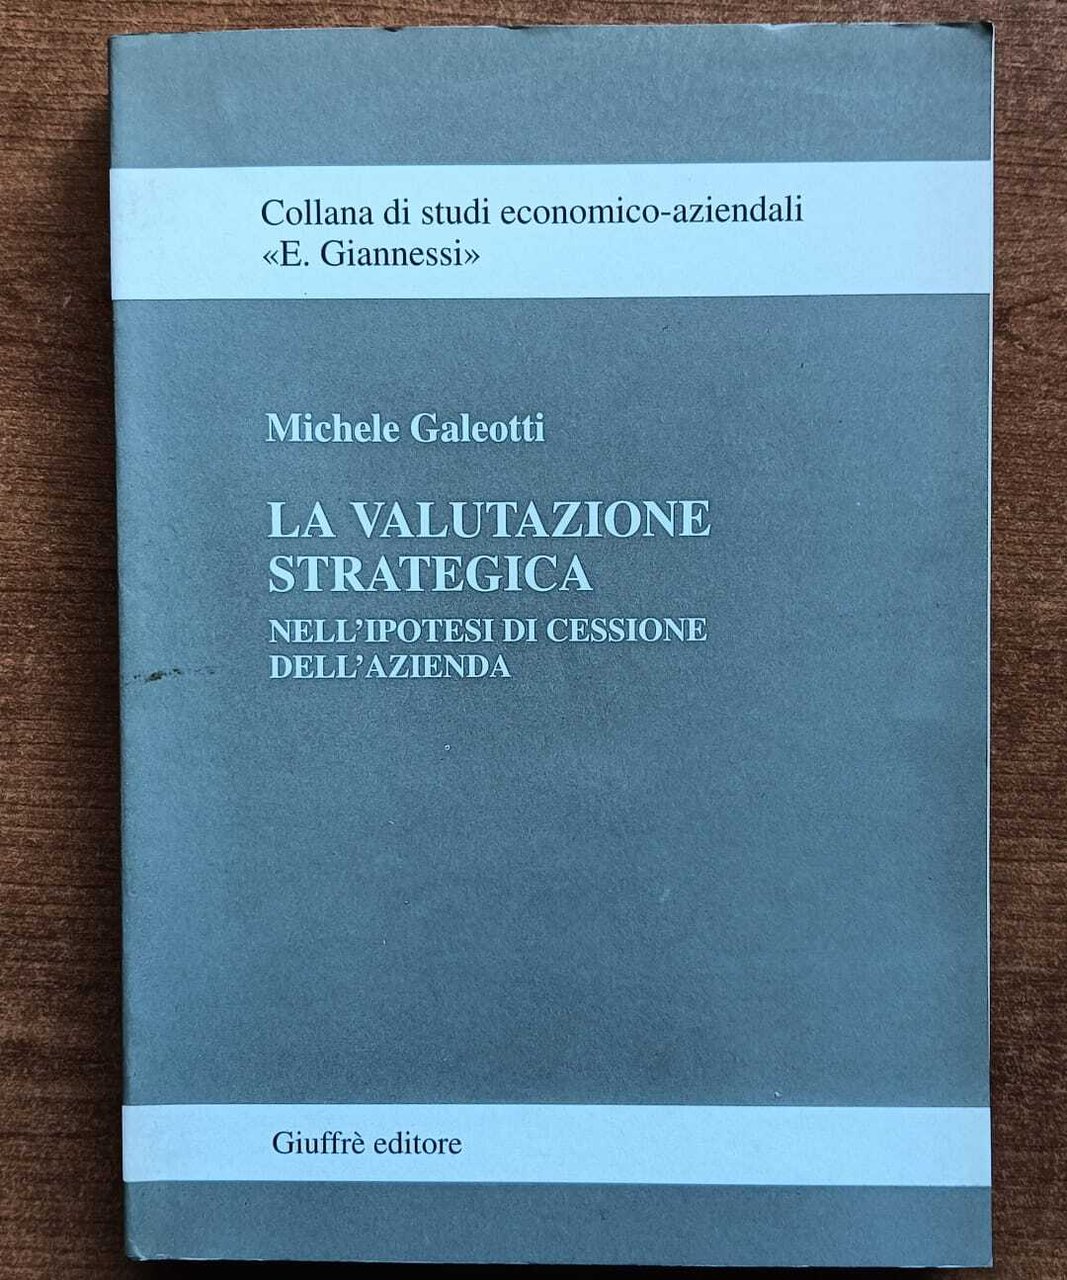 Collana di studi economico-aziendali
«E. Giannessi»
Michele Galeotti
LA VALUTAZIONE
STRATEGICA
NELL'IPOTESI DI CESSIONE
DELL'AZIENDA
Giuffrè editore